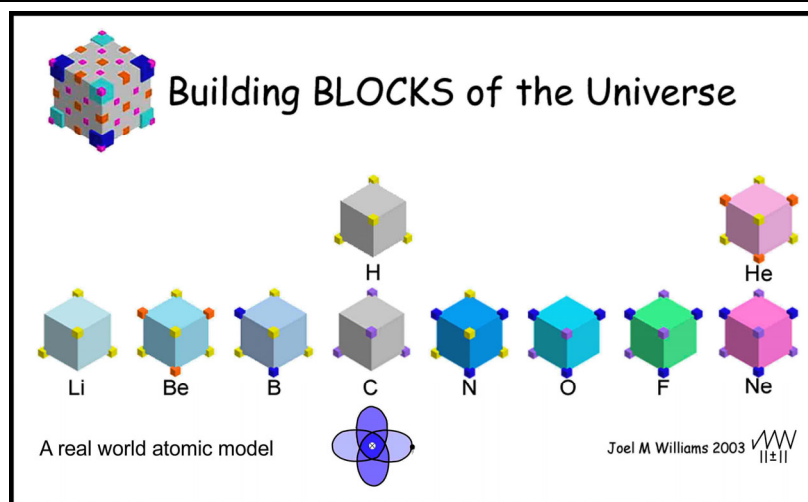 Building BLOCKS of the Universe
H
He
Li
Be
B
C
N
O
F
Ne
A real world atomic model
Joel M Williams 2003
||±||